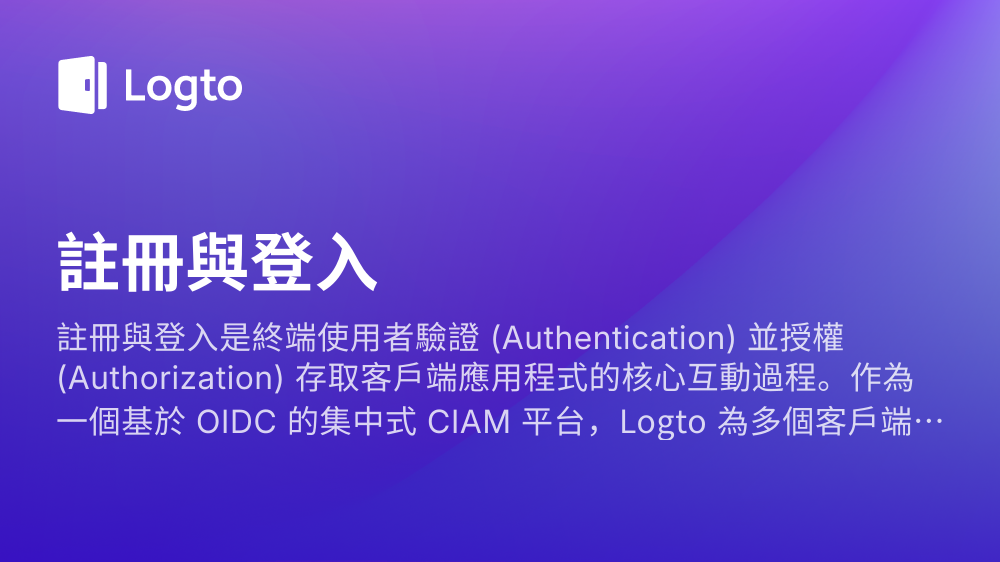 Logto
註冊與登入
註冊與登入是終端使用者驗證 (Authentication) 並授權
(Authorization) 存取客戶端應用程式的核心互動過程。作為
一個基於 OIDC 的集中式 CIAM 平台，Logto 為多個客戶端⋯